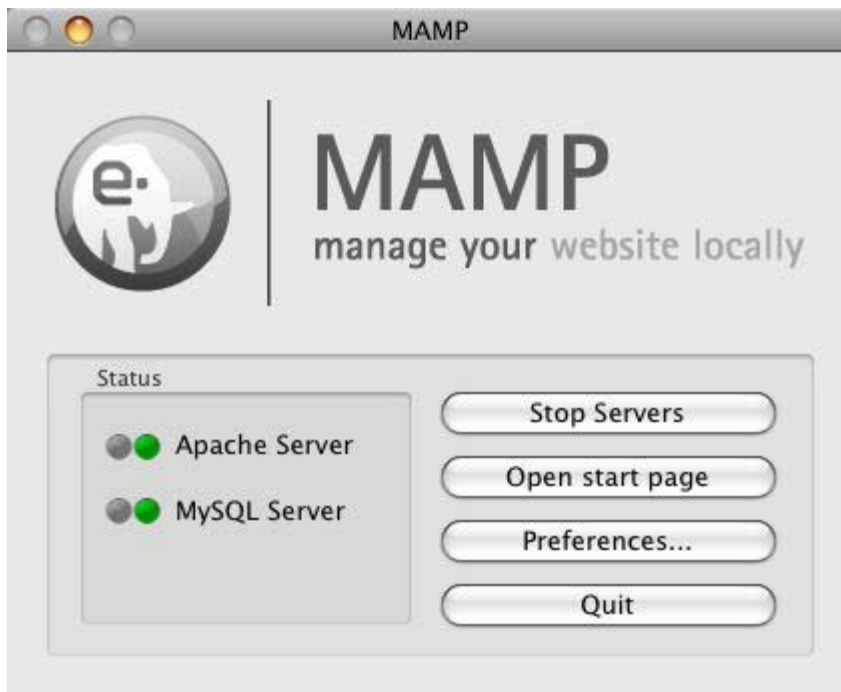 MAMP
e.
MAMP
manage your website locally
Status
Apache Server
MySQL Server
Stop Servers
Open start page
Preferences...
Quit